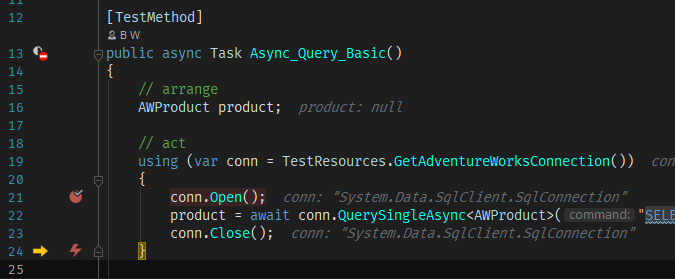 11
12 [TestMethod]
B W
13 public async Task Async_Query_Basic()
14 {
15 // arrange
16 AWProduct product; product: null
17
18 // act
19 using (var conn = TestResources.GetAdventureWorksConnection()) con
20 {
21 conn.Open(); conn: "System.Data.SqlClient.SqlConnection"
22 product = await conn.QuerySingleAsync<AWProduct>( command: "SELE
23 conn.Close(); conn: "System.Data.SqlClient.SqlConnection"
24 }
25